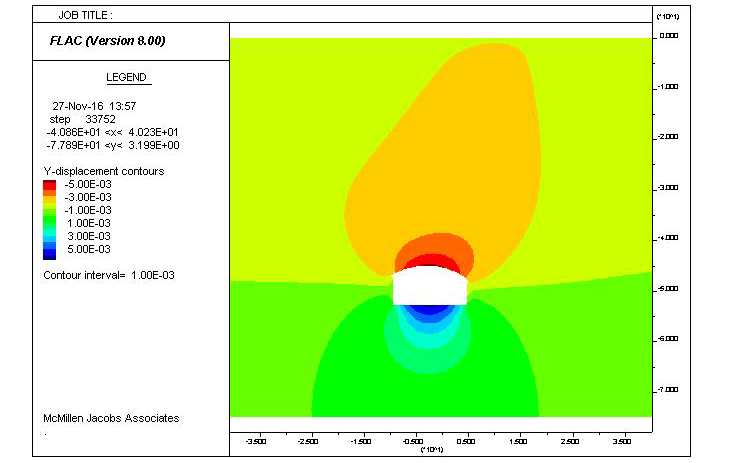 JOB TITLE :
FLAC (Version 8.00)
LEGEND
27-Nov-16 13:57
step 33752
-4.086E+01 <x< 4.023E+01
-7.789E+01 <y< 3.199E+00
Y-displacement contours
-5.00E-03
-3.00E-03
-1.00E-03
1.00E-03
3.00E-03
5.00E-03
Contour interval= 1.00E-03
McMillen Jacobs Associates
(*10^1)
0.000
-1.000
-2.000
-3.000
-4.000
-5.000
-6.000
-7.000
-3.500 -2.500 -1.500 -0.500 0.500 1.500 2.500 3.500
(*10^1)